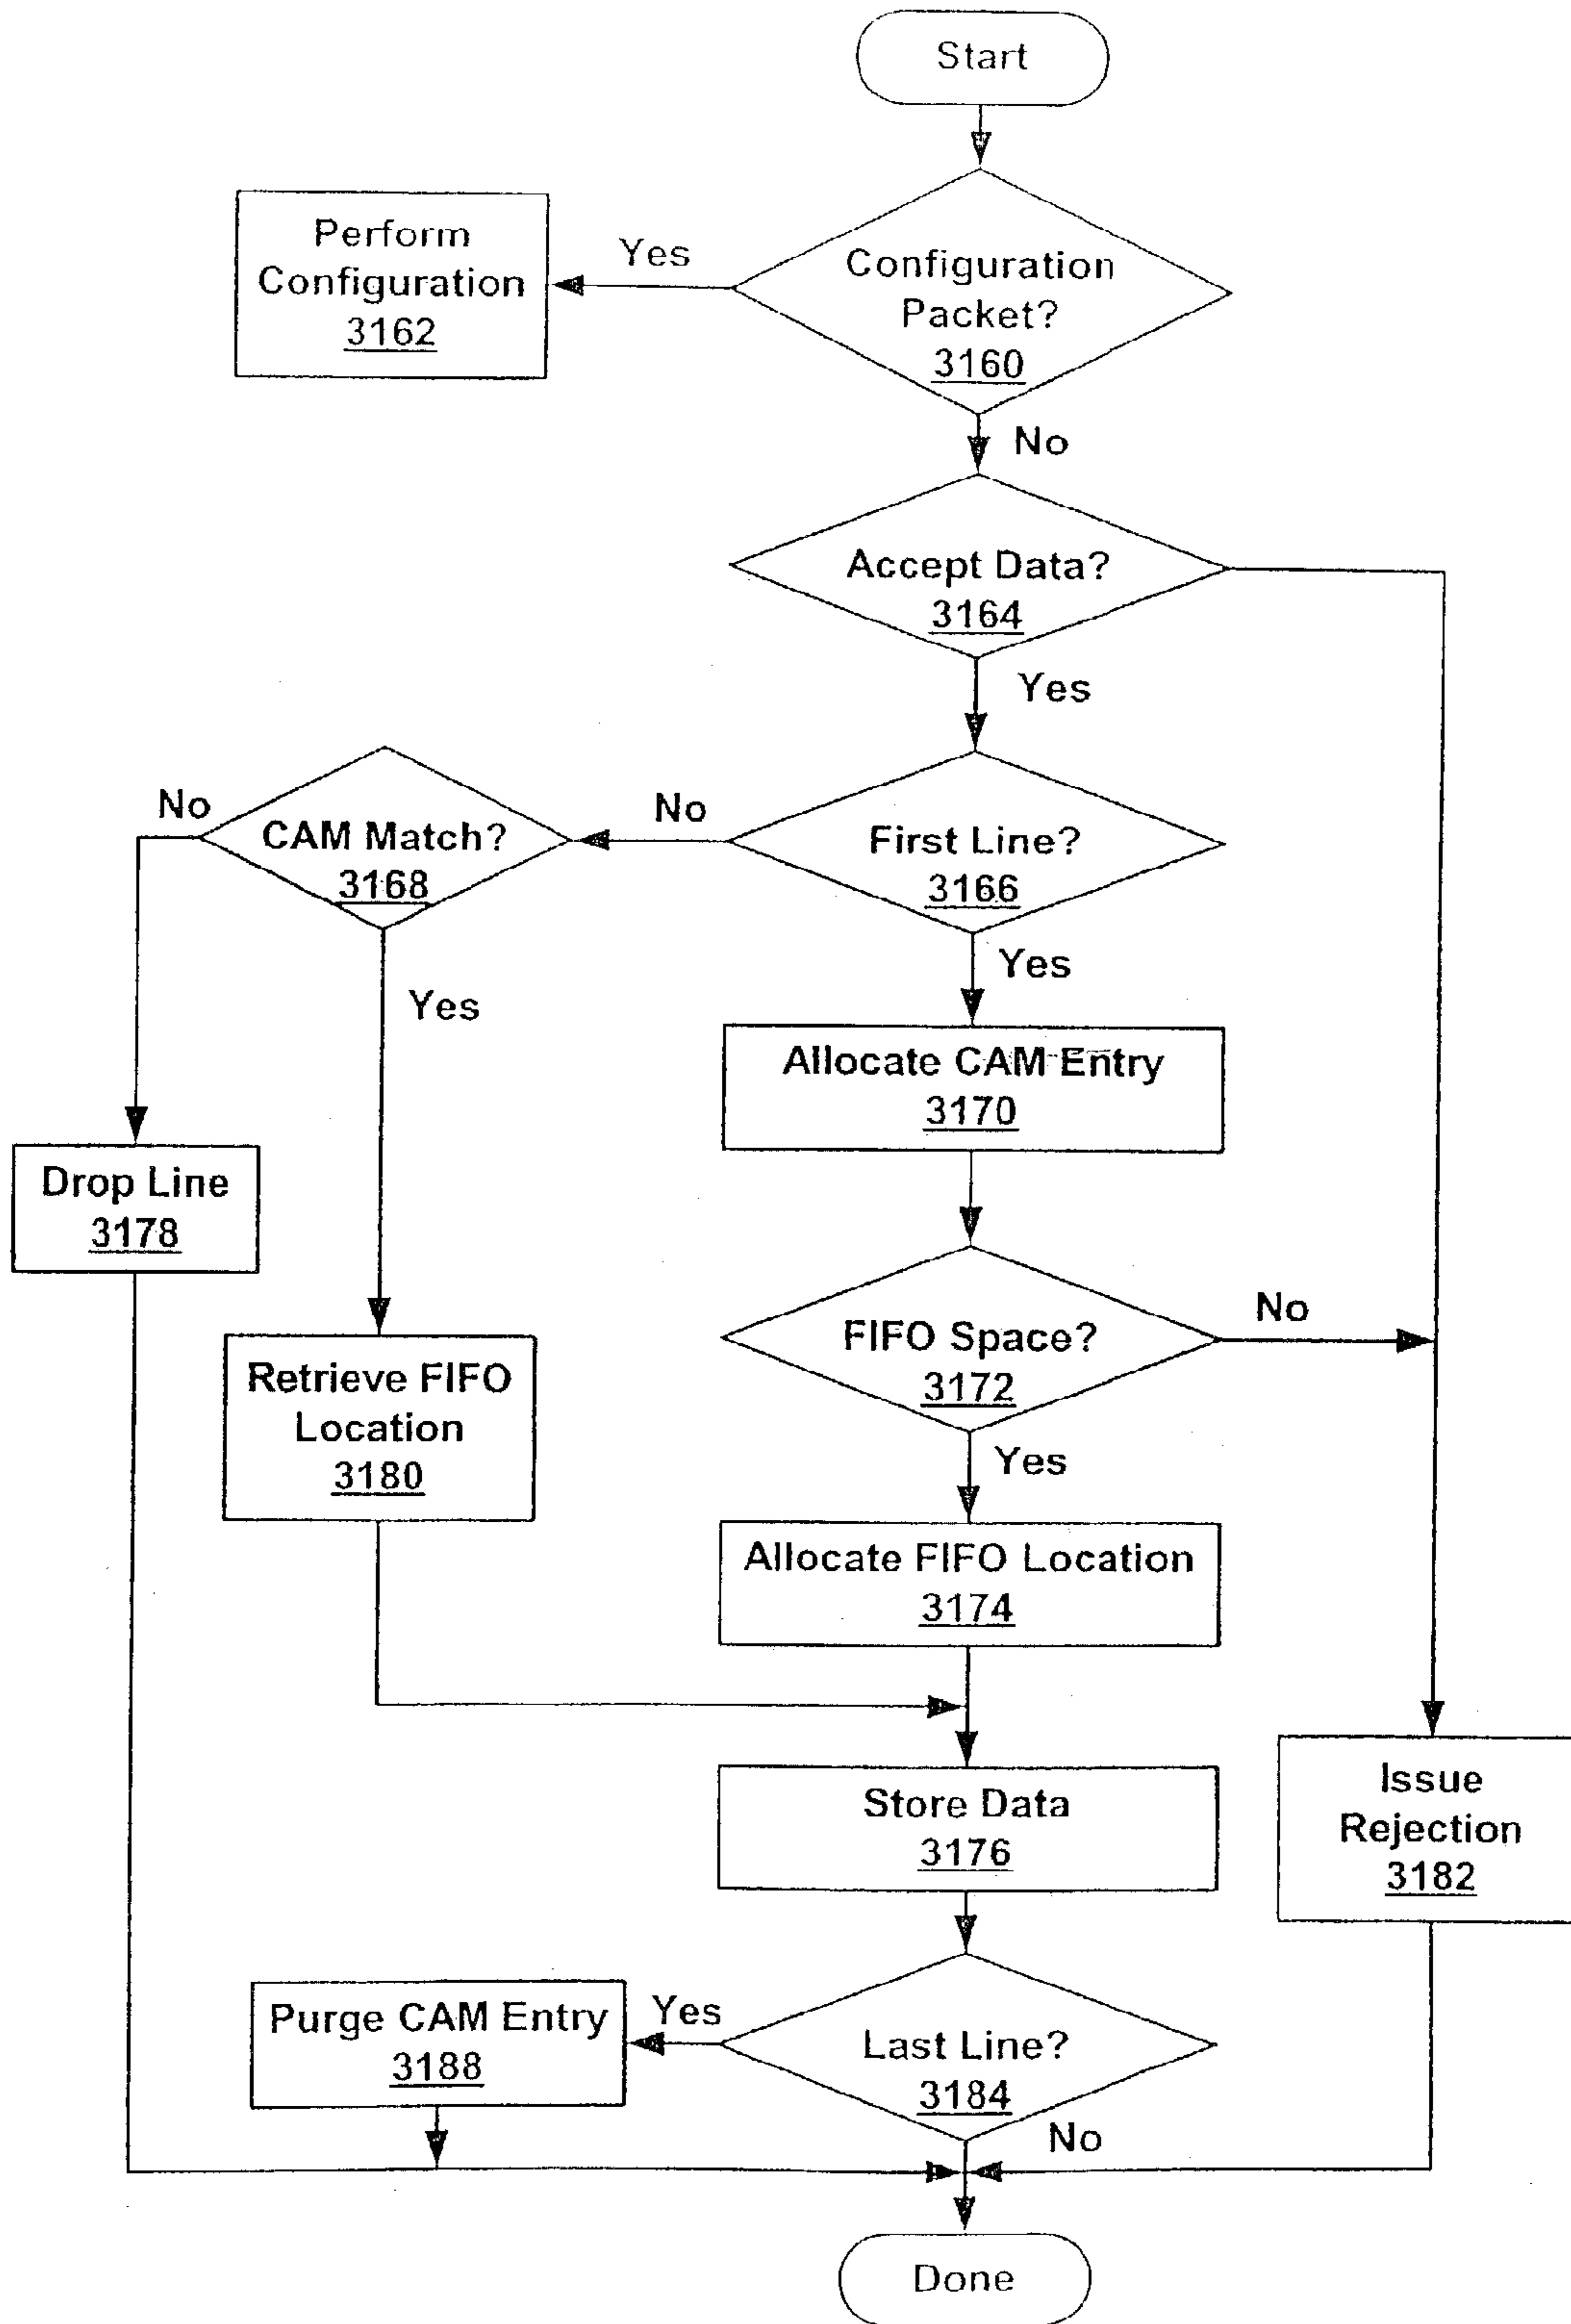 Start
Perform
Configuration
3162
Yes
Configuration
Packet?
3160
No
Accept Data?
3164
Yes
No
CAM Match?
3168
No
First Line?
3166
Yes
Yes
Allocate CAM Entry
3170
Drop Line
3178
FIFO Space?
3172
No
Retrieve FIFO
Location
3180
Yes
Allocate FIFO Location
3174
Store Data
3176
Issue
Rejection
3182
Purge CAM Entry
3188
Yes
Last Line?
3184
No
Done